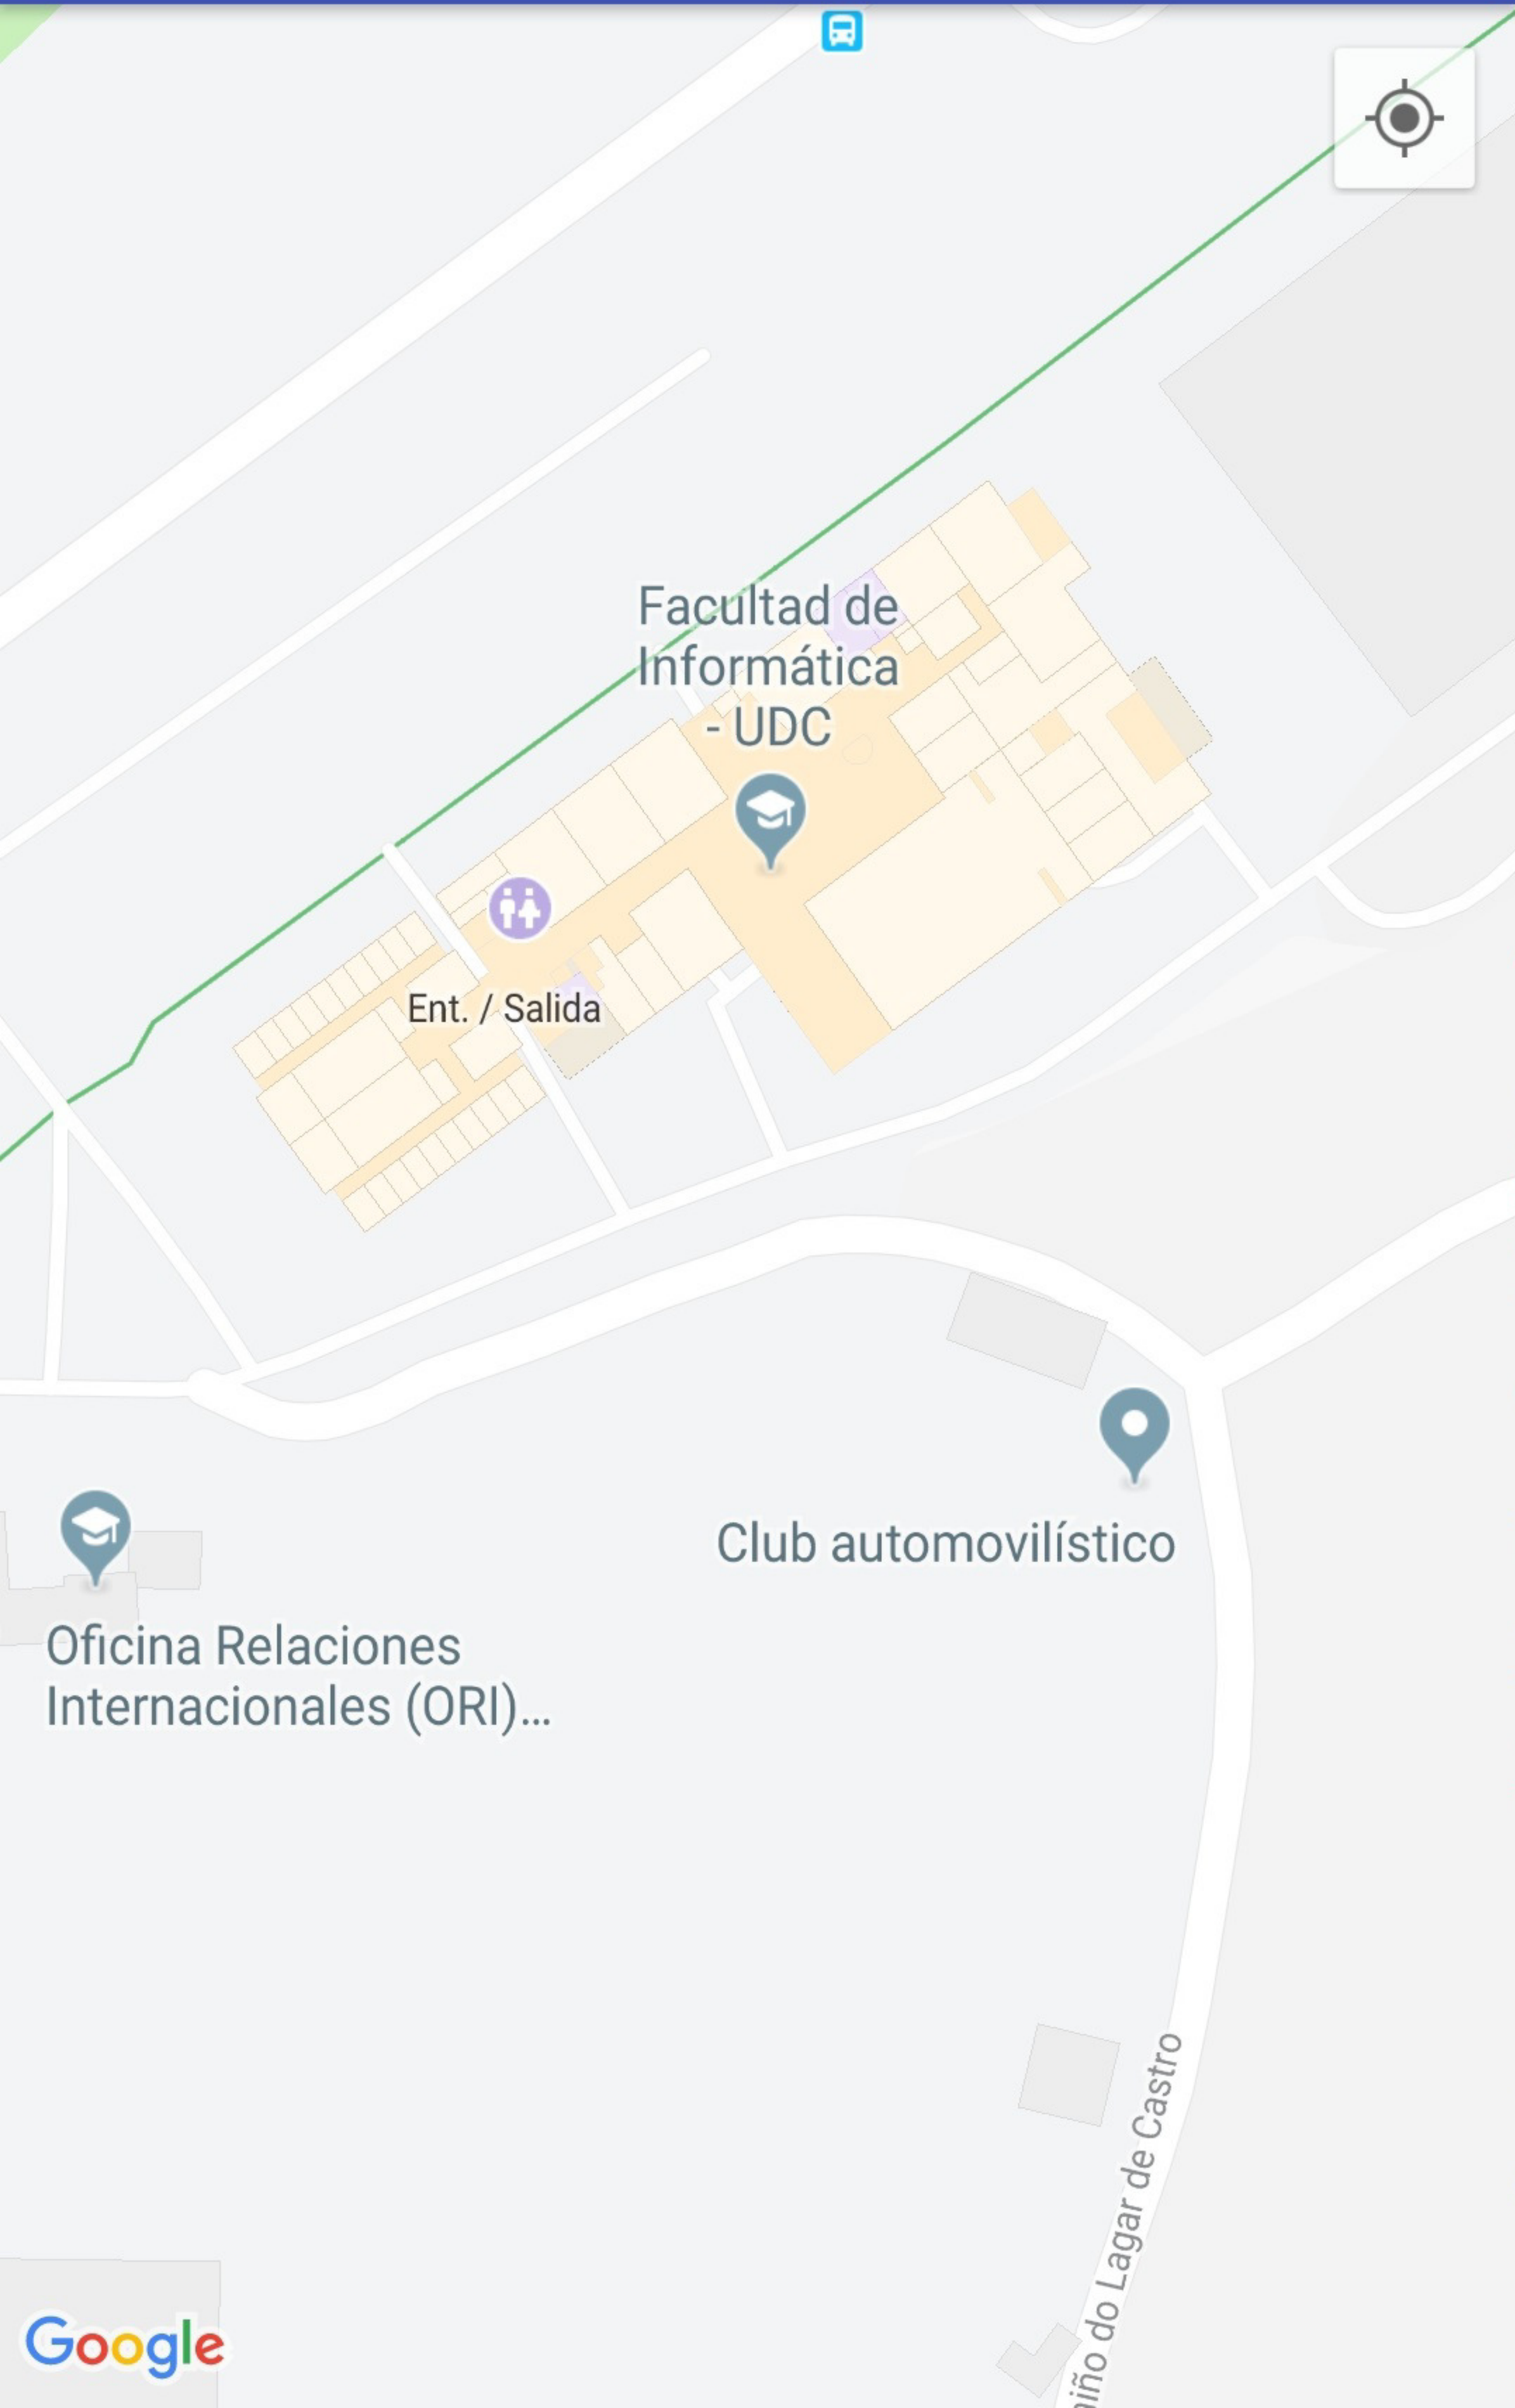 Facultad de
Informática
- UDC
Ent. / Salida
Club automovilístico
Oficina Relaciones
Internacionales (ORI)...
do Lagar de Castro
Google